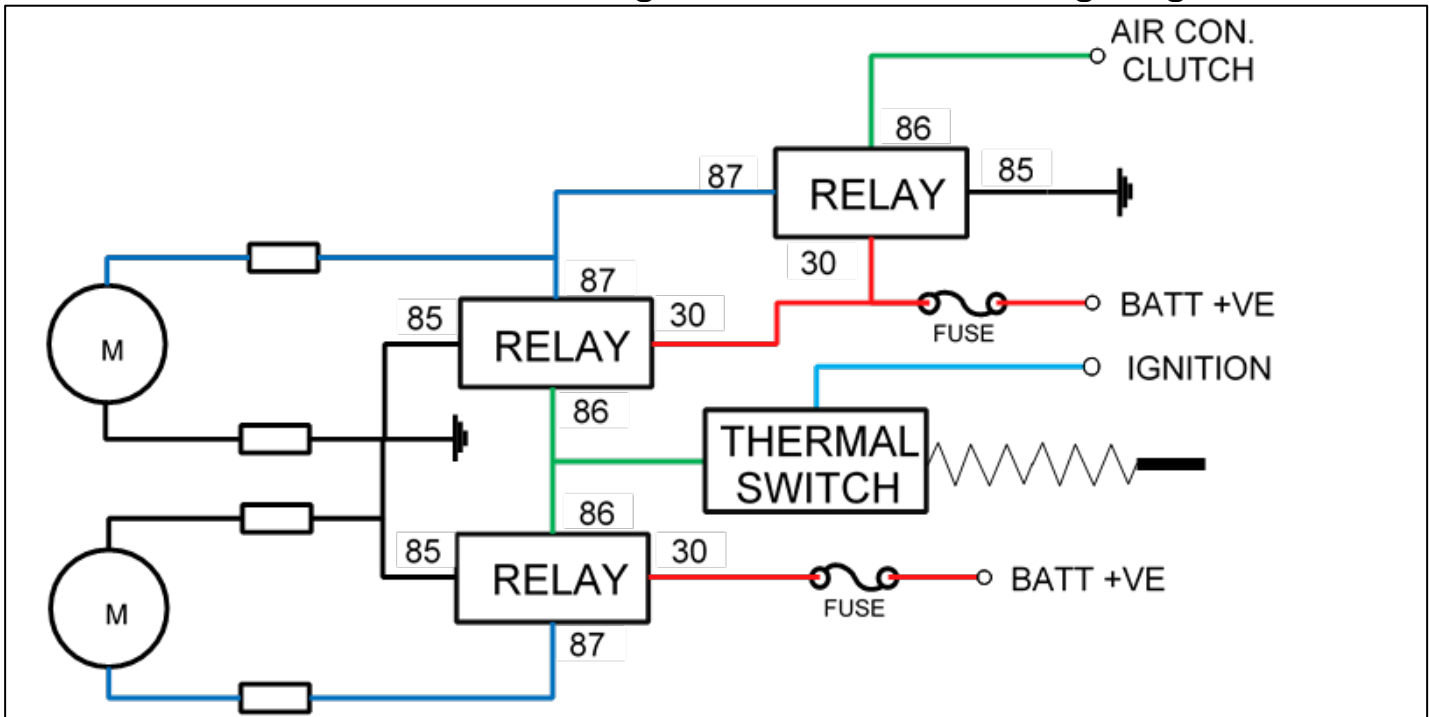 AIR CON.
CLUTCH
86
87
RELAY
85
30
87
85
30
BATT +VE
FUSE
M
RELAY
IGNITION
86
THERMAL
SWITCH
86
85
30
RELAY
BATT +VE
FUSE
M
87